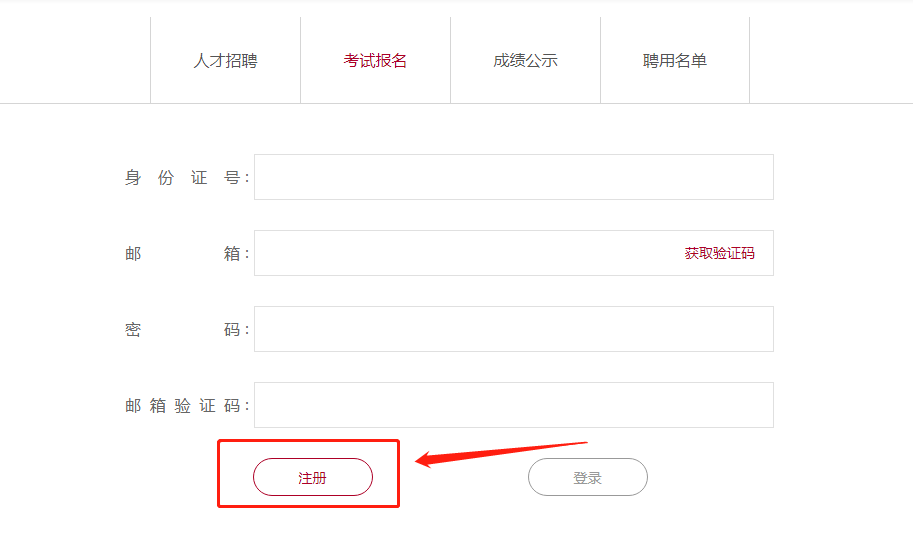 人才招聘 考试报名 成绩公示 聘用名单
身份证号:
邮箱: 获取验证码
密码:
邮箱验证码:
注册 登录